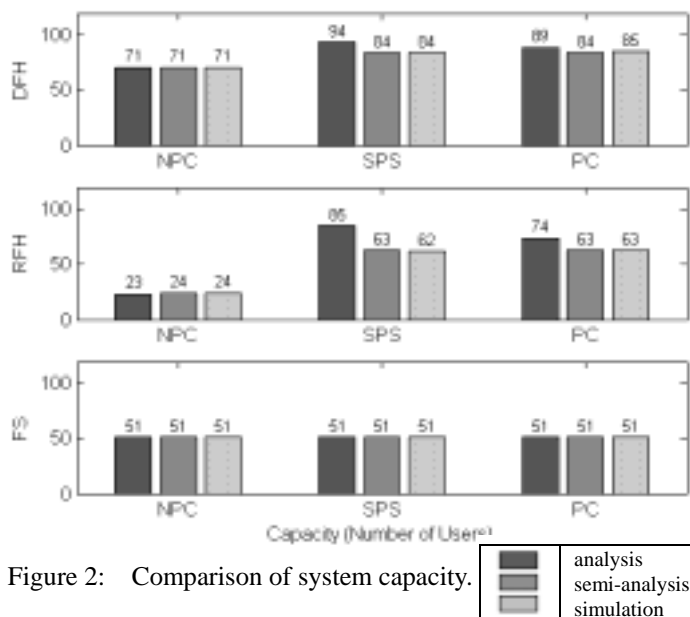 DFH
100
50
0
71 71 71
94 84 84
89 84 85
NPC SPS PC
RFH
100
50
0
23 24 24
86 63 62
74 63 63
NPC SPS PC
FS
100
50
0
51 51 51
51 51 51
51 51 51
NPC SPS PC
Capacity (Number of Users)
Figure 2: Comparison of system capacity.
analysis
semi-analysis
simulation